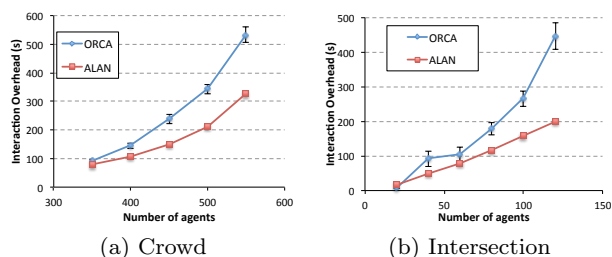 600
500
400
300
200
100
0
Interaction Overhead (s)
ORCA
ALAN
300
400
500
600
Number of agents
(a) Crowd
500
400
300
200
100
0
Interaction Overhead (s)
ORCA
ALAN
0
50
100
150
Number of agents
(b) Intersection